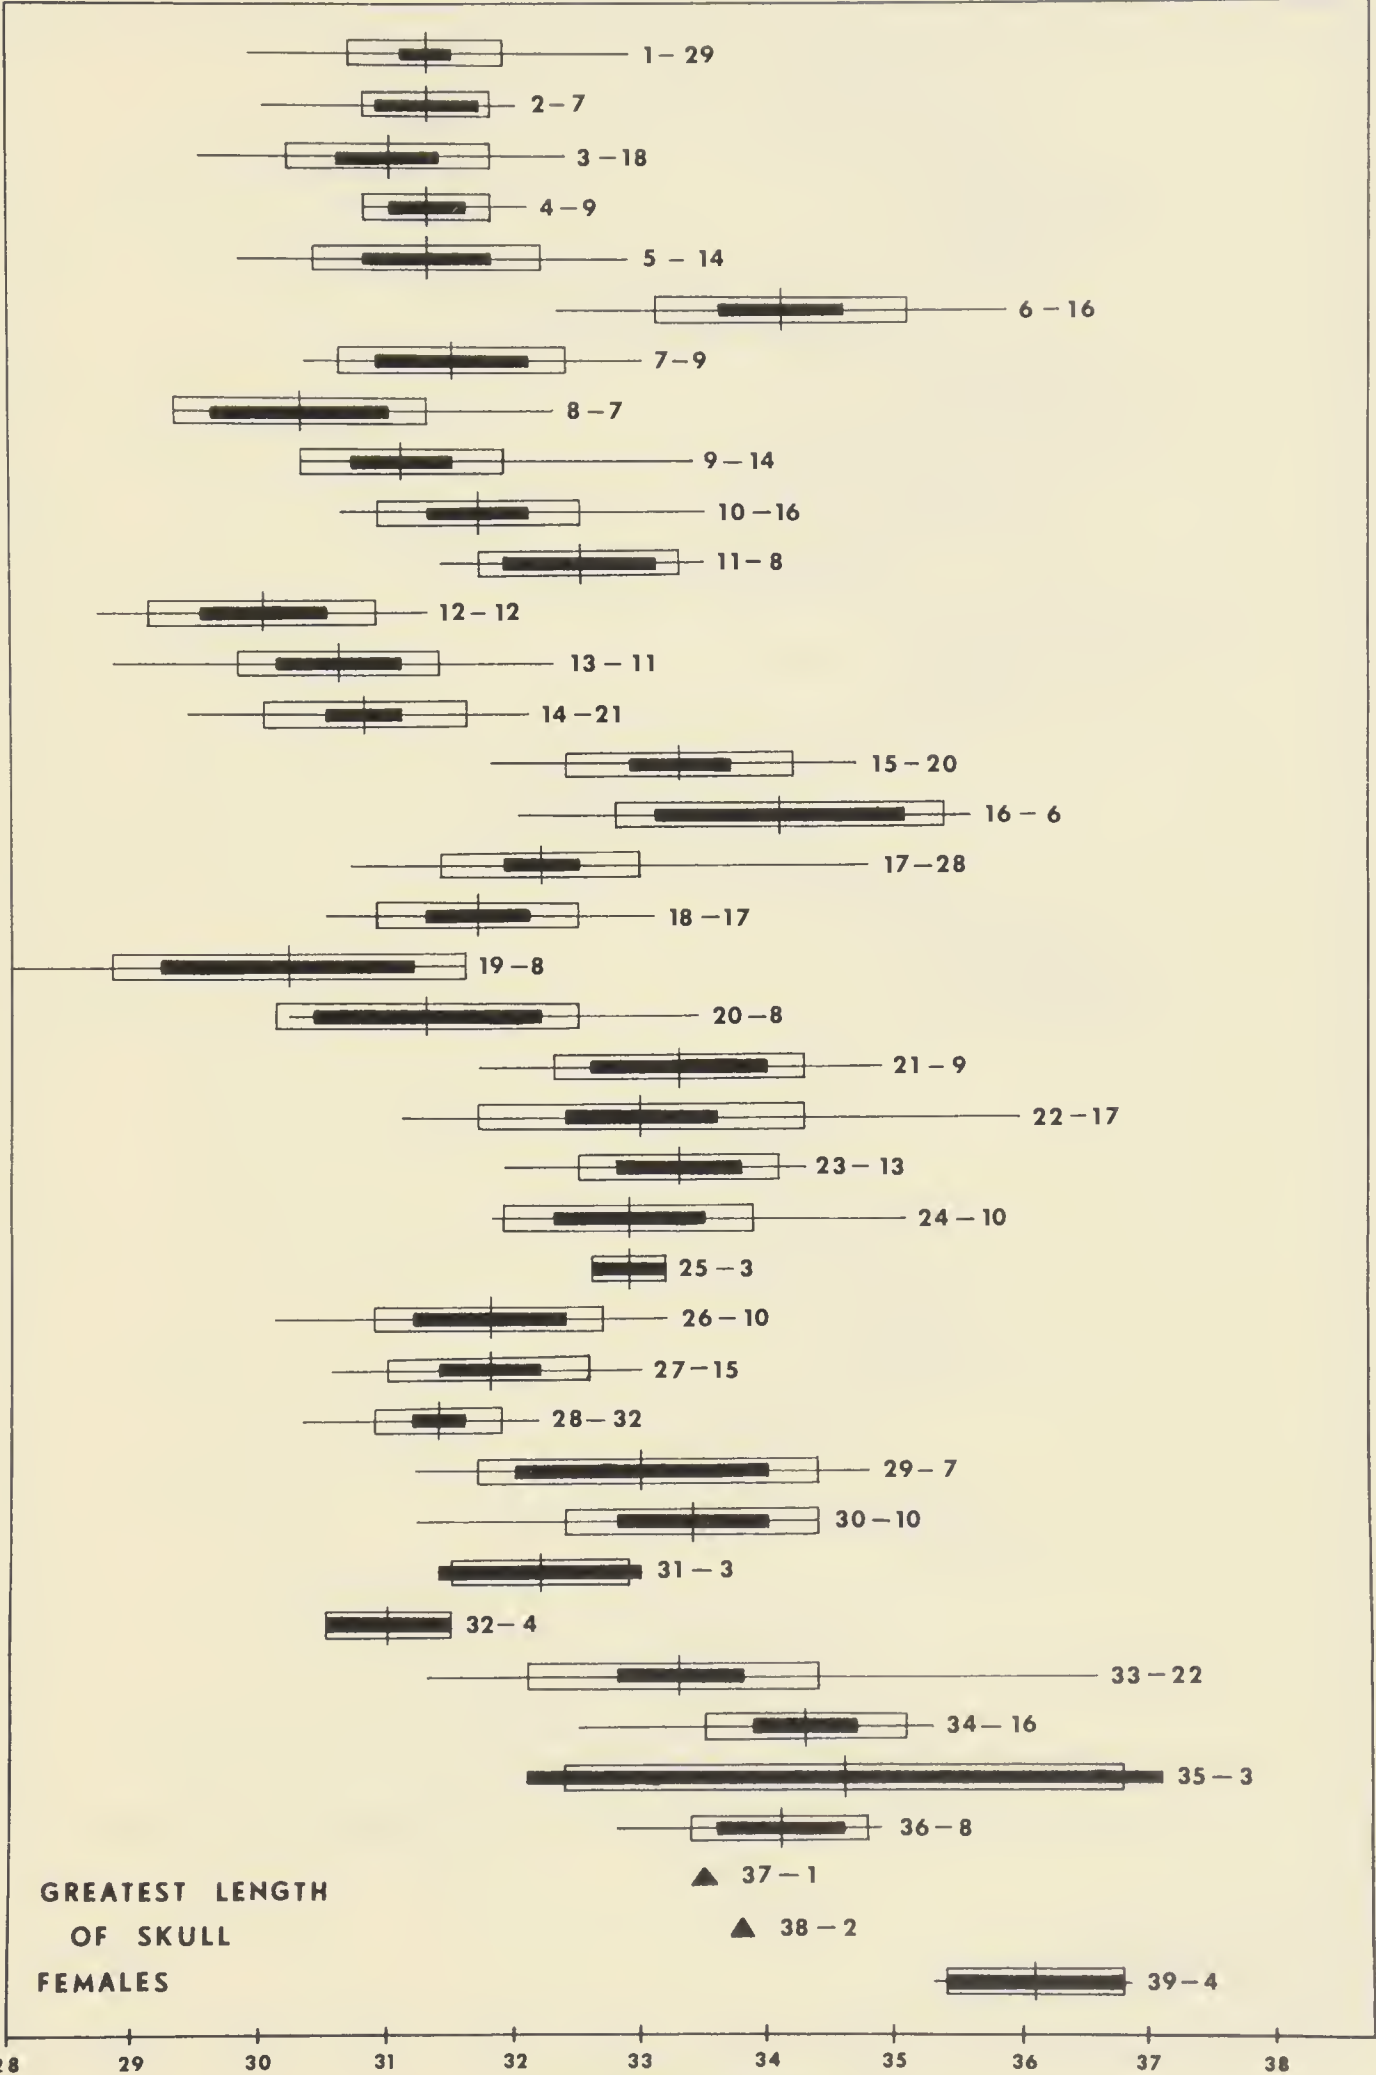 1 – 29
2 – 7
3 – 18
4 – 9
5 – 14
6 – 16
7 – 9
8 – 7
9 – 14
10 – 16
11 – 8
12 – 12
13 – 11
14 – 21
15 – 20
16 – 6
17 – 28
18 – 17
19 – 8
20 – 8
21 – 9
22 – 17
23 – 13
24 – 10
25 – 3
26 – 10
27 – 15
28 – 32
29 – 7
30 – 10
31 – 3
32 – 4
33 – 22
34 – 16
35 – 3
36 – 8
37 – 1
38 – 2
39 – 4
GREATEST LENGTH
OF SKULL
FEMALES
28 29 30 31 32 33 34 35 36 37 38